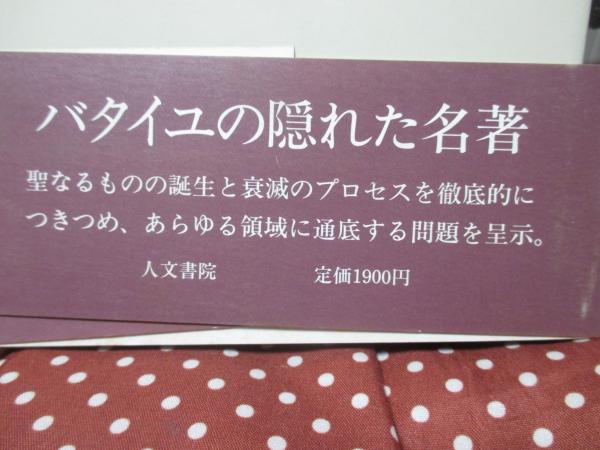 バタイユの隠れた名著
聖なるものの誕生と衰滅のプロセスを徹底的に
つきつめ、あらゆる領域に通底する問題を呈示。
人文書院 定価1900円